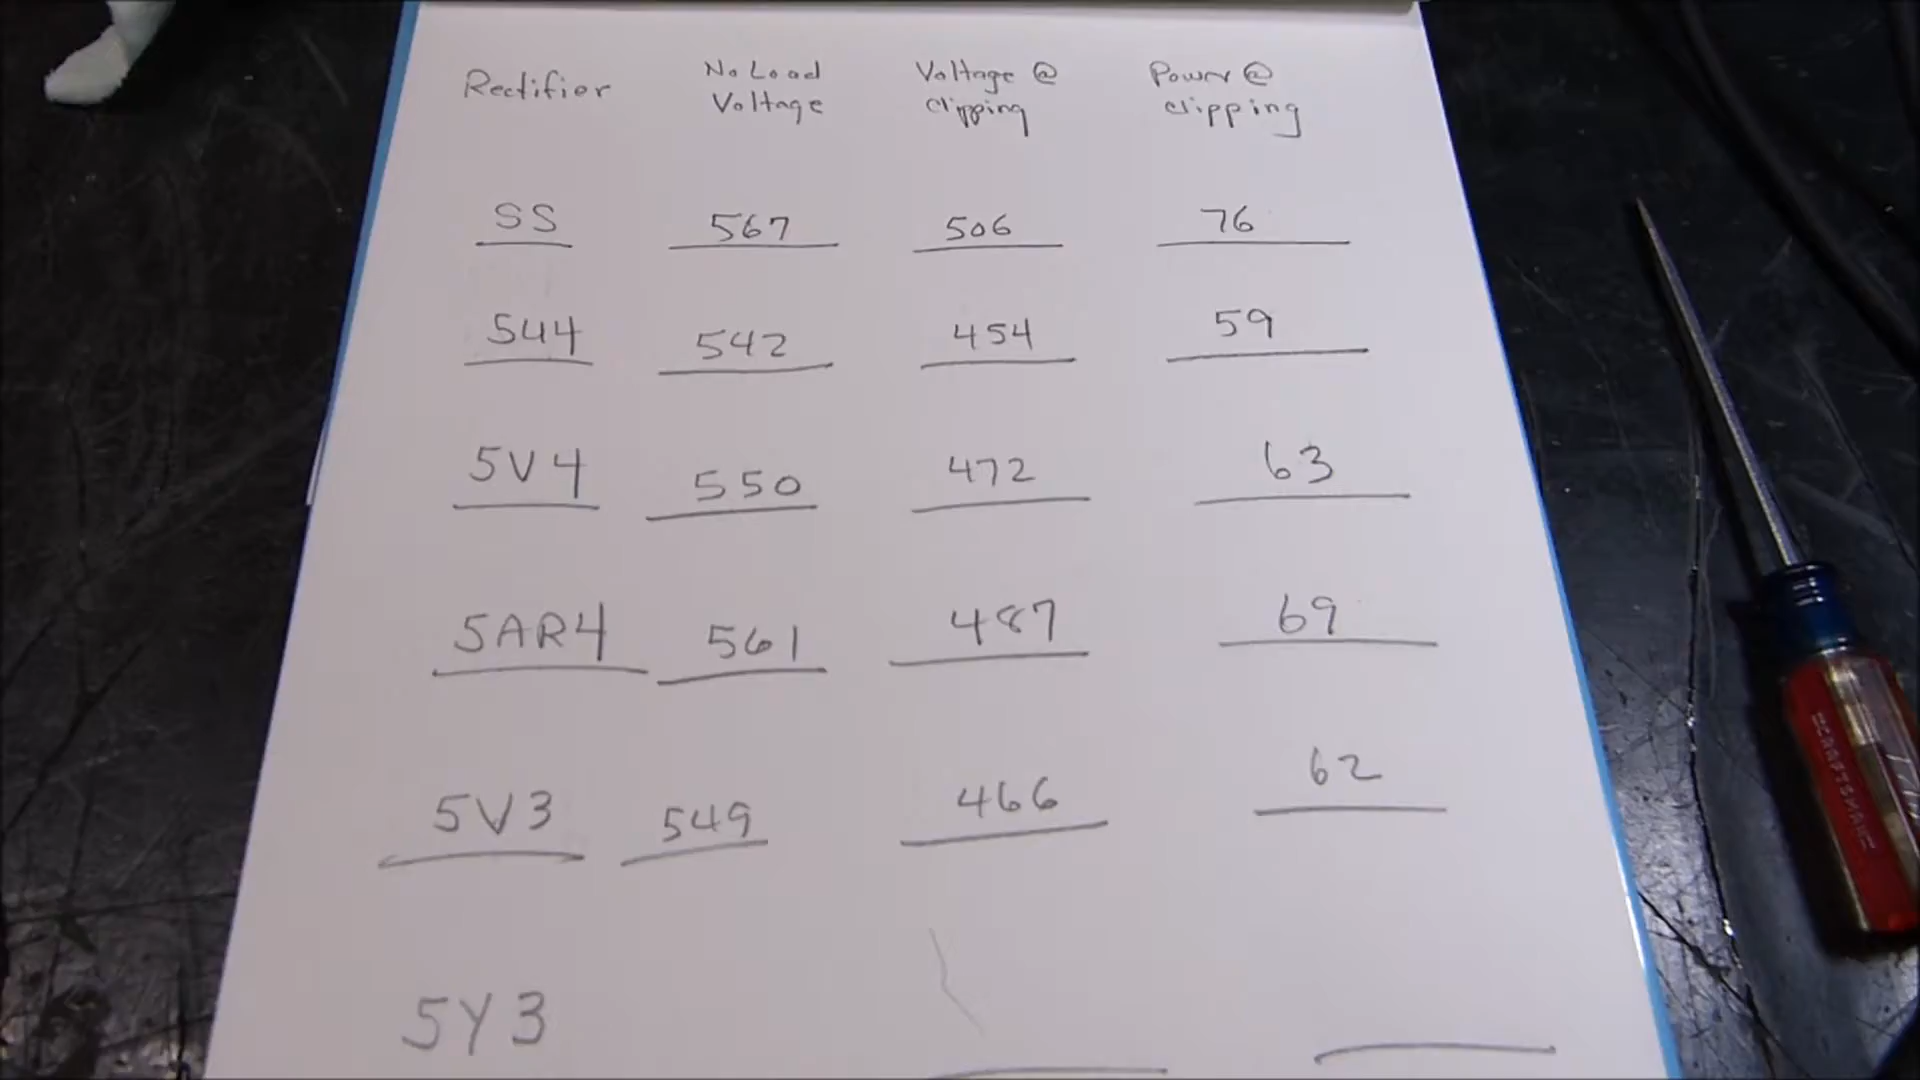 Rectifier No Load Voltage Voltage @ clipping Power @ clipping
SS 567 506 76
5U4 542 454 59
5V4 550 472 63
5AR4 561 487 69
5V3 549 466 62
5Y3
CRAFTSMAN